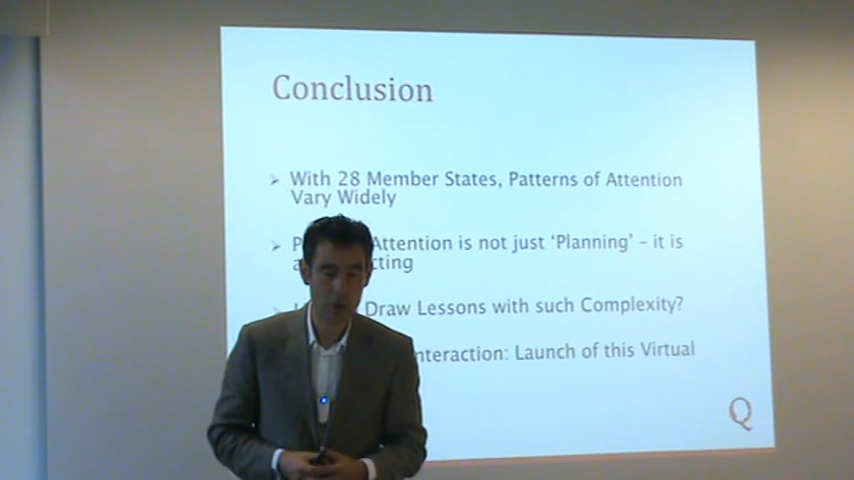 Conclusion
With 28 Member States, Patterns of Attention
Vary Widely
Attention is not just ‘Planning’ – it is
Draw Lessons with such Complexity?
nteraction: Launch of this Virtual
Q